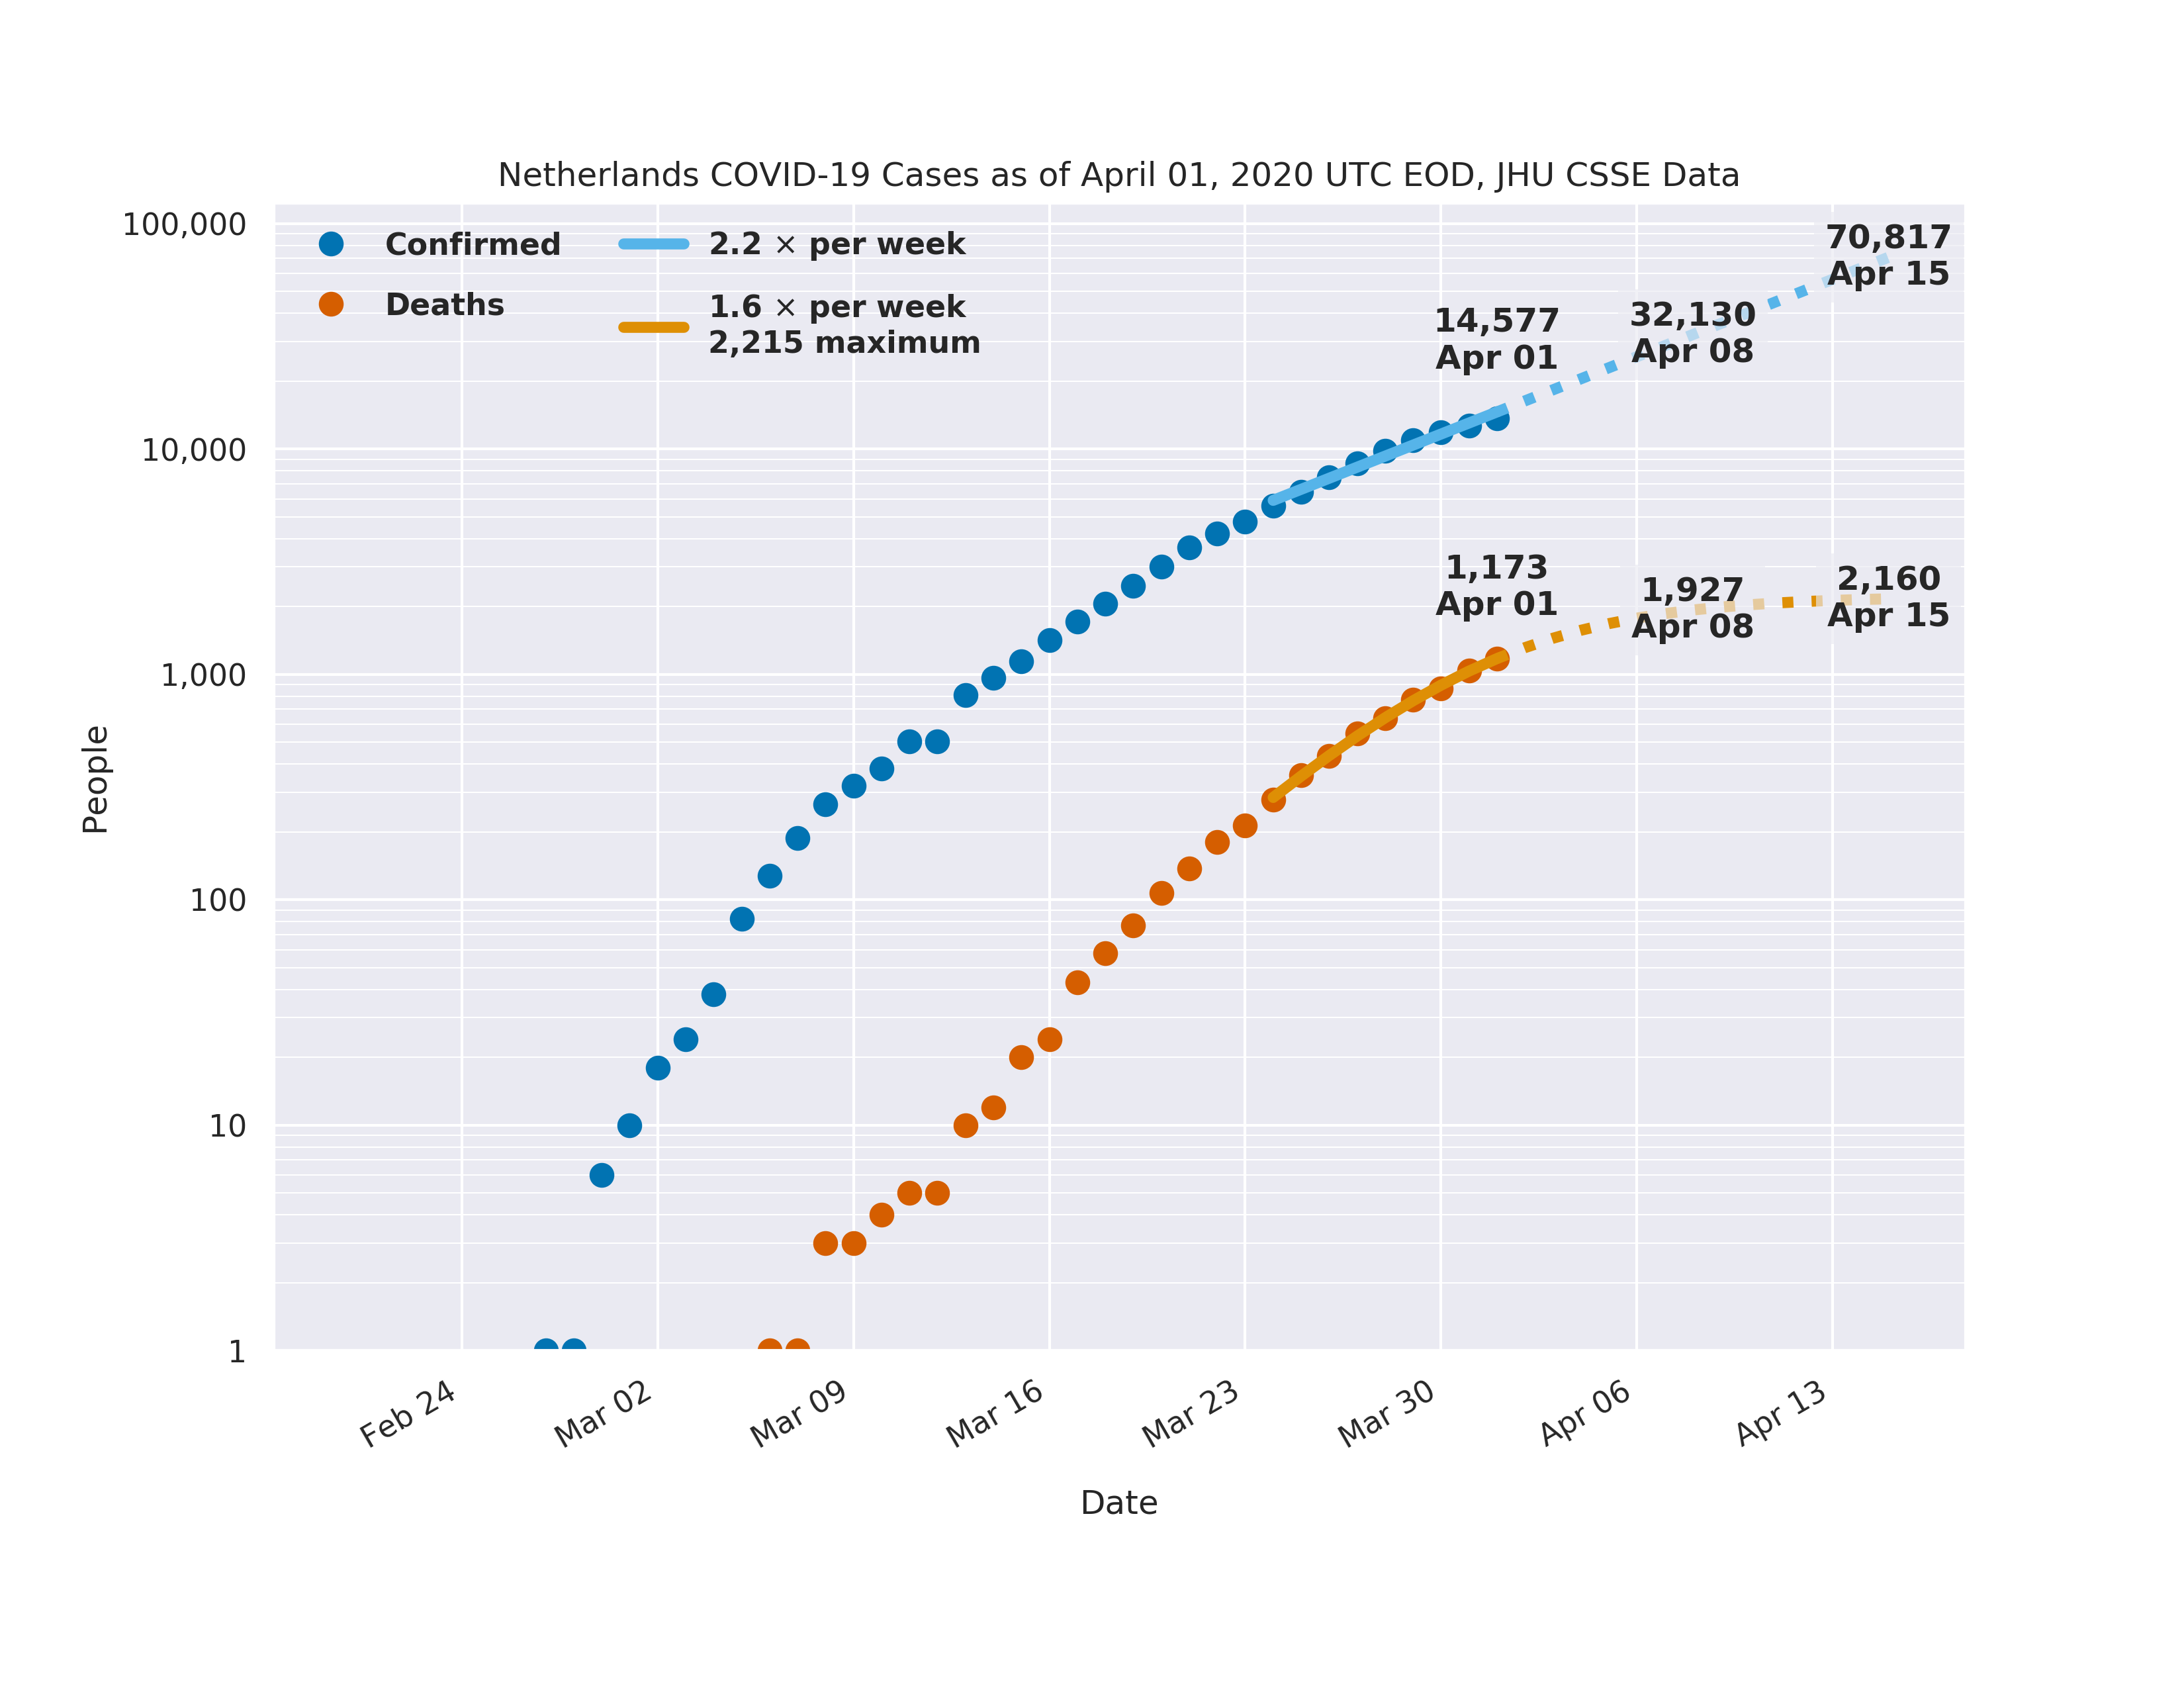 Netherlands COVID-19 Cases as of April 01, 2020 UTC EOD, JHU CSSE Data
100,000
10,000
1,000
100
10
1
People
Confirmed
Deaths
2.2 × per week
1.6 × per week
2,215 maximum
14,577
Apr 01
32,130
Apr 08
70,817
Apr 15
1,173
Apr 01
1,927
Apr 08
2,160
Apr 15
Feb 24
Mar 02
Mar 09
Mar 16
Mar 23
Mar 30
Apr 06
Apr 13
Date